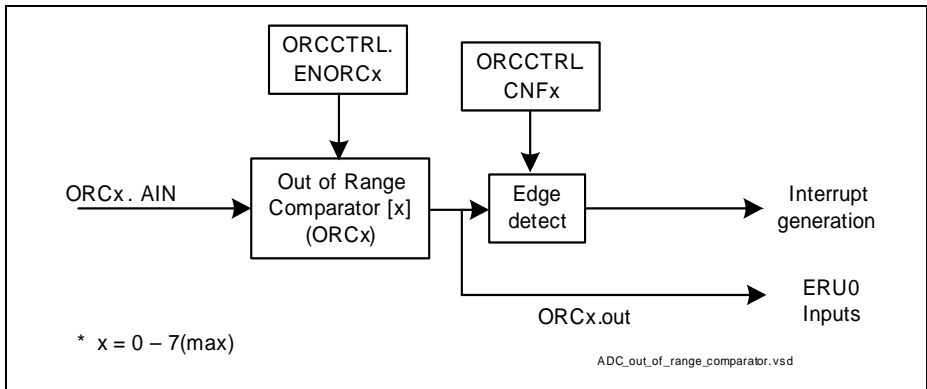 ORCCTRL.
ENORCx
ORCCTRL.
CNFx
ORCx. AIN
Out of Range
Comparator [x]
(ORCx)
Edge
detect
Interrupt
generation
ERU0
Inputs
ORCx.out
* x = 0 – 7(max)
ADC_out_of_range_comparator.vsd